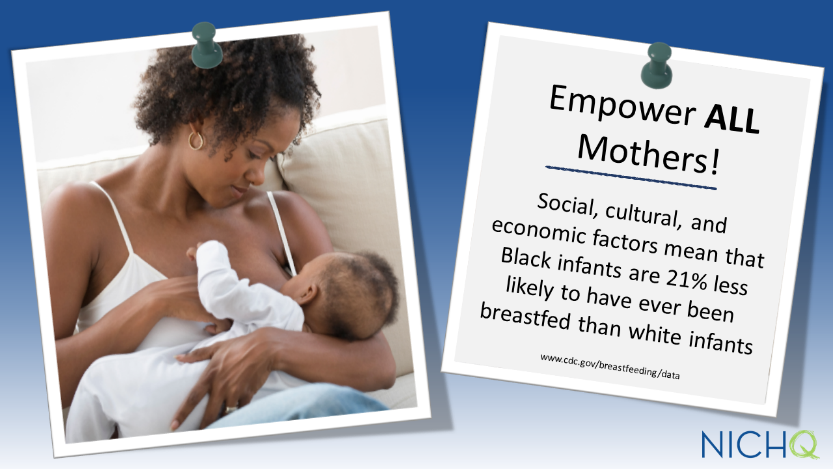 Empower ALL
Mothers!
Social, cultural, and
economic factors mean that
Black infants are 21% less
likely to have ever been
breastfed than white infants
www.cdc.gov/breastfeeding/data
NICHQ